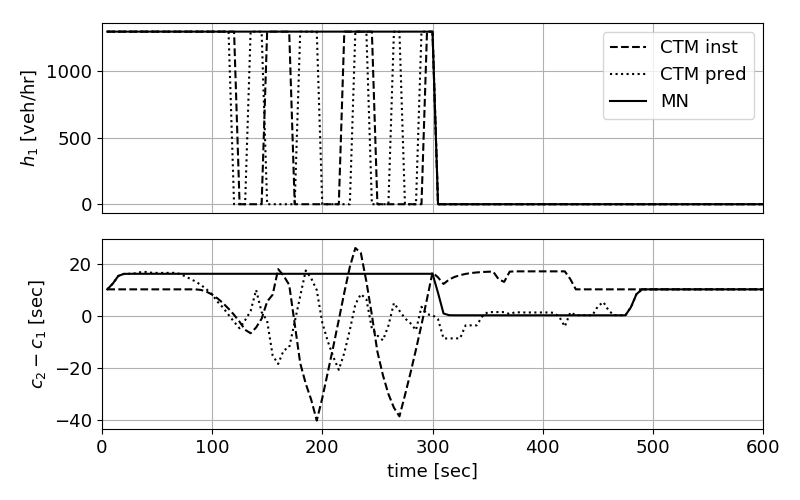 h₁ [veh/hr]
1000
500
0
CTM inst
CTM pred
MN
c₂ − c₁ [sec]
20
0
−20
−40
0 100 200 300 400 500 600
time [sec]